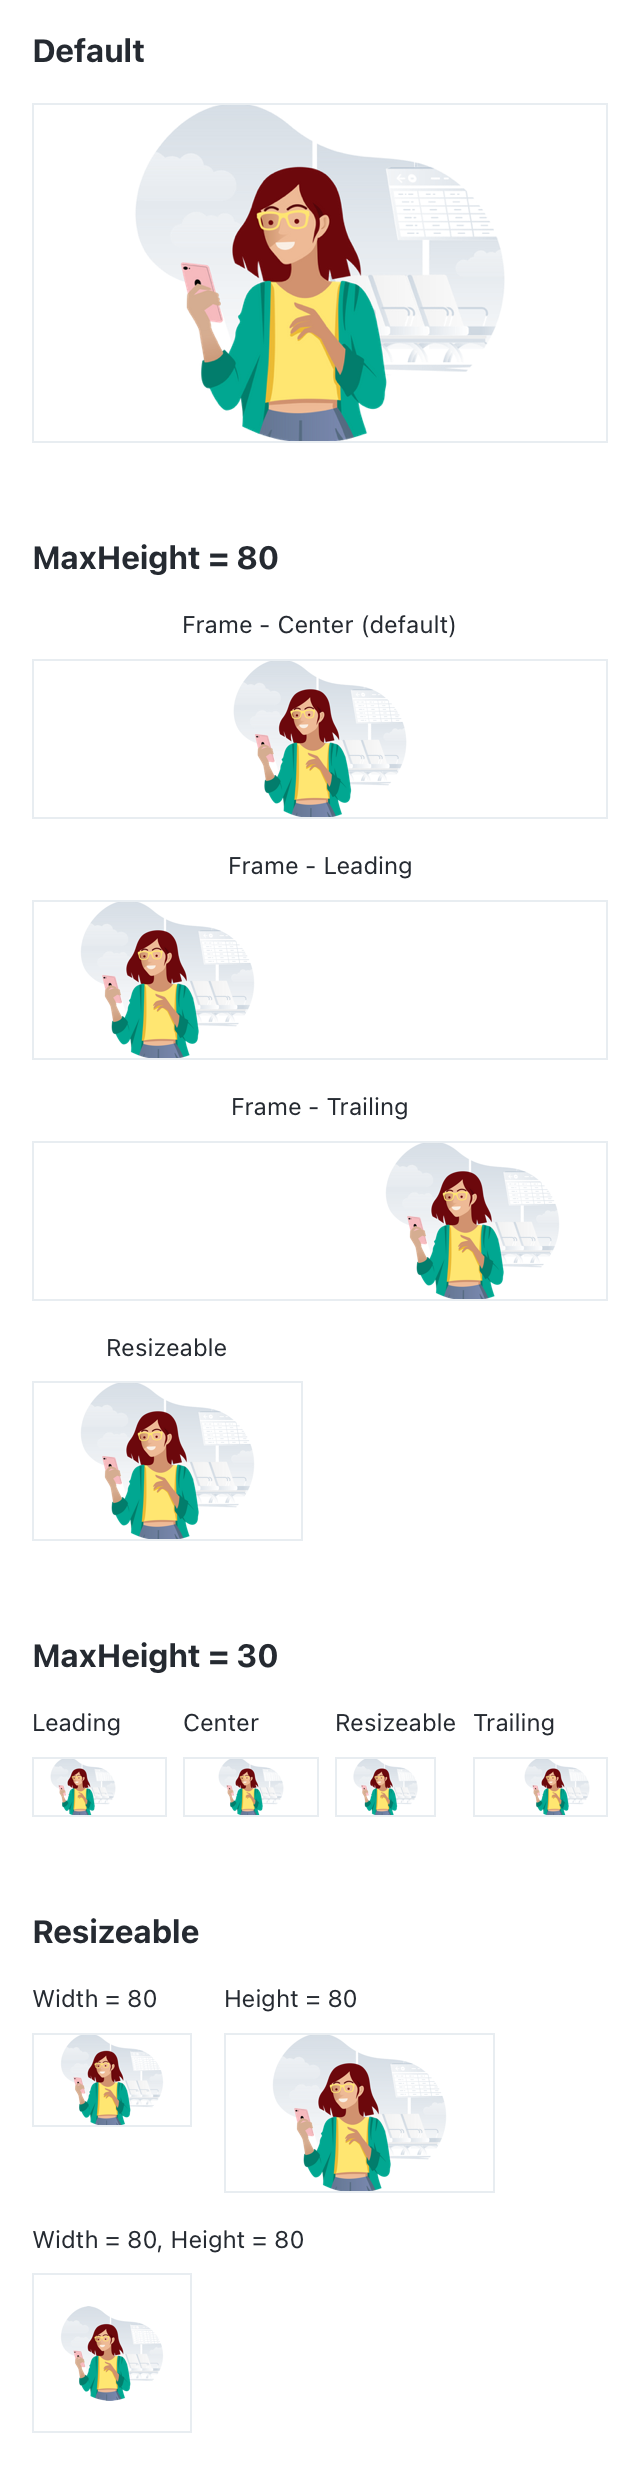 Default
MaxHeight = 80
Frame - Center (default)
Frame - Leading
Frame - Trailing
Resizeable
MaxHeight = 30
Leading Center Resizeable Trailing
Resizeable
Width = 80 Height = 80
Width = 80, Height = 80